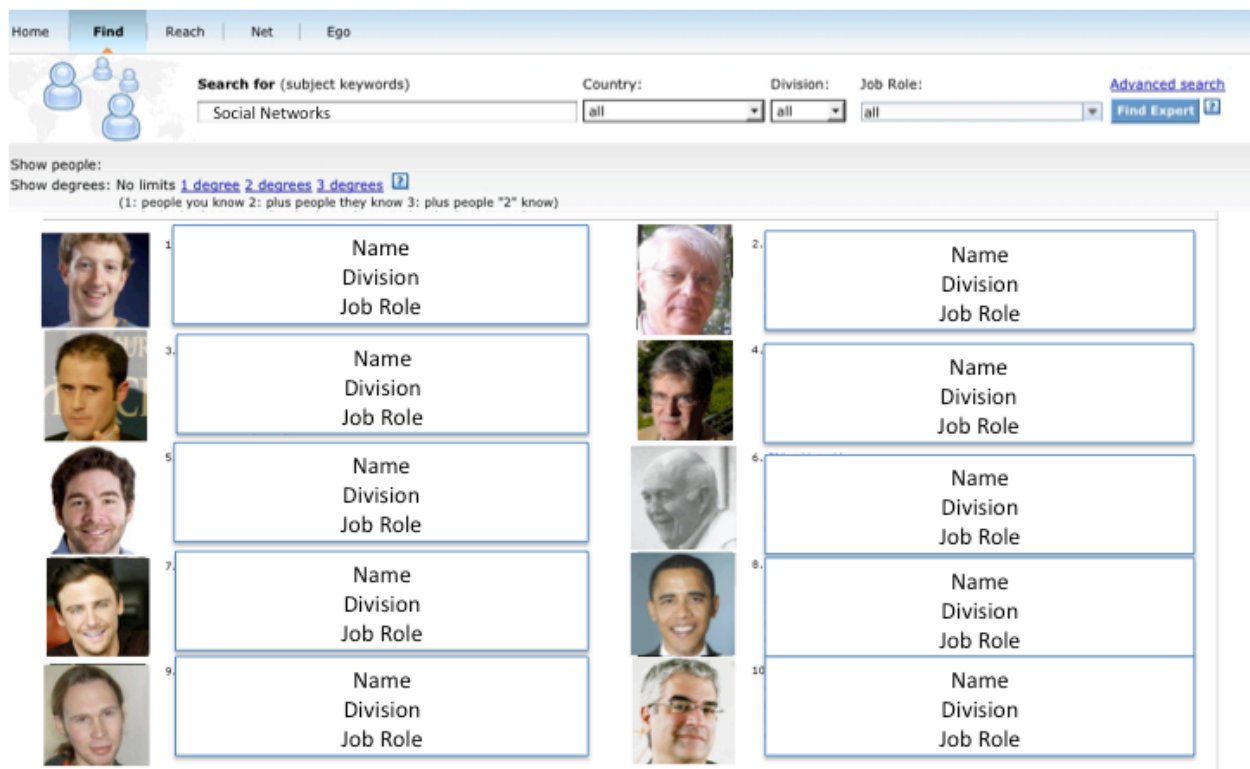 Home Find Reach Net Ego
Search for (subject keywords) Country: Division: Job Role: Advanced search
Social Networks all all all Find Expert ?
Show people:
Show degrees: No limits 1 degree 2 degrees 3 degrees ?
(1: people you know 2: plus people they know 3: plus people "2" know)
1
Name
Division
Job Role
2.
Name
Division
Job Role
3.
Name
Division
Job Role
4.
Name
Division
Job Role
5
Name
Division
Job Role
6.
Name
Division
Job Role
7.
Name
Division
Job Role
8.
Name
Division
Job Role
9.
Name
Division
Job Role
10
Name
Division
Job Role